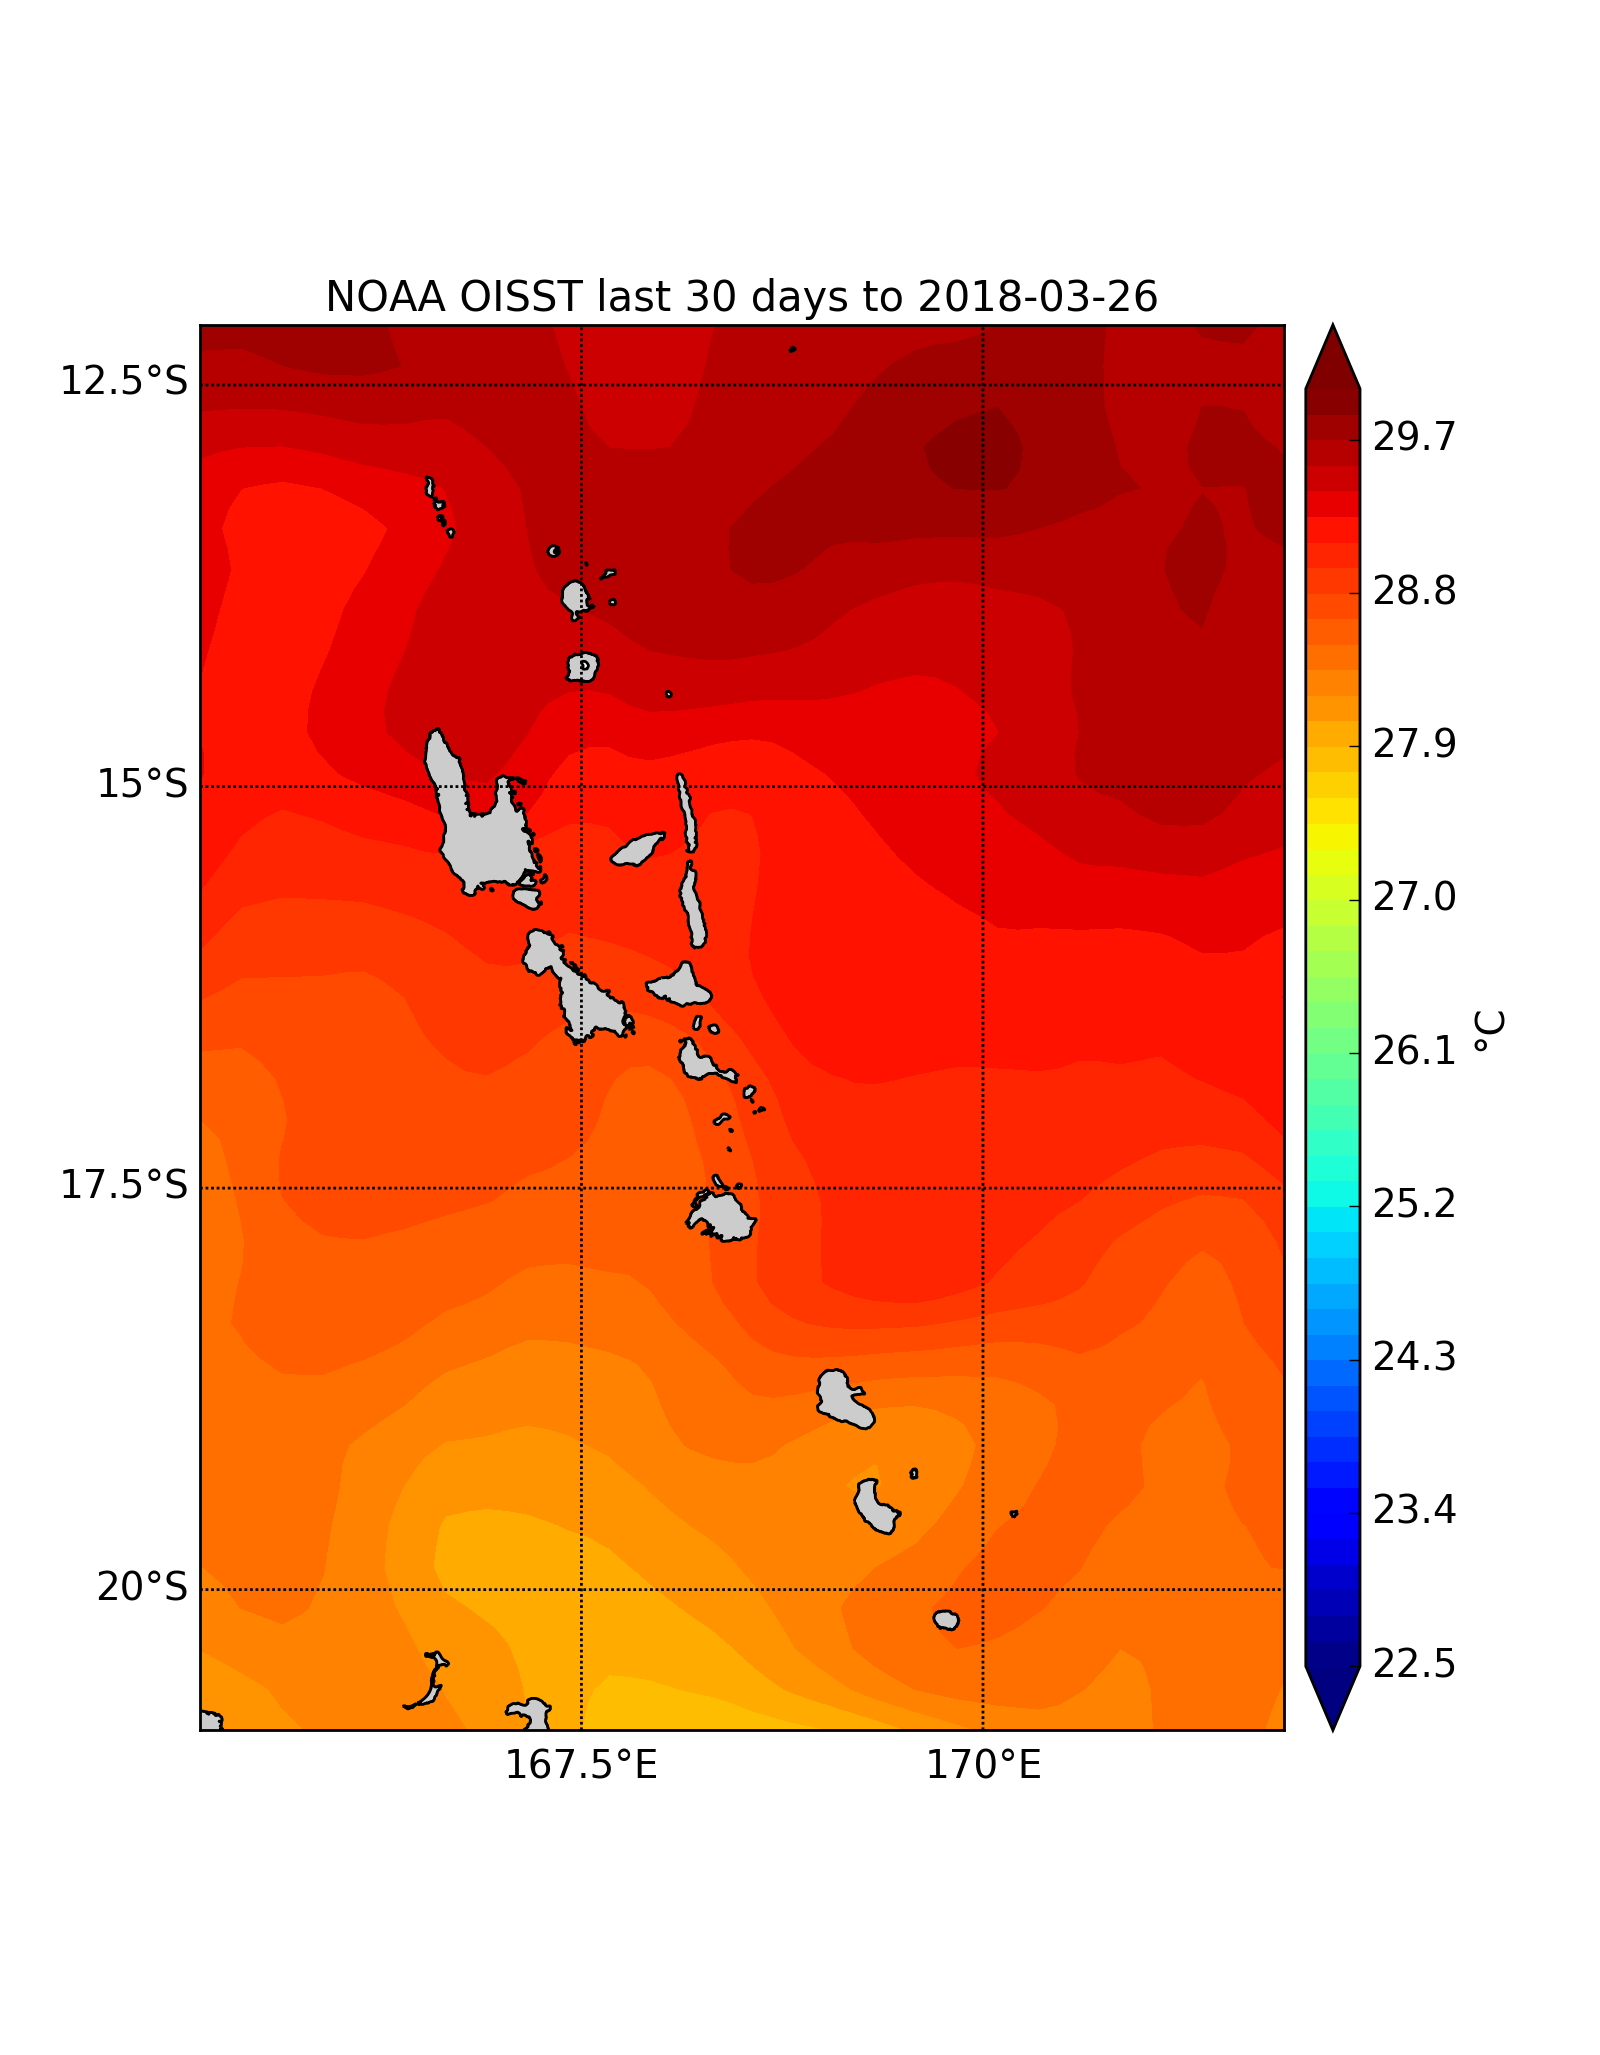 NOAA OISST last 30 days to 2018-03-26
12.5°S
15°S
17.5°S
20°S
167.5°E
170°E
29.7
28.8
27.9
27.0
26.1
25.2
24.3
23.4
22.5
°C